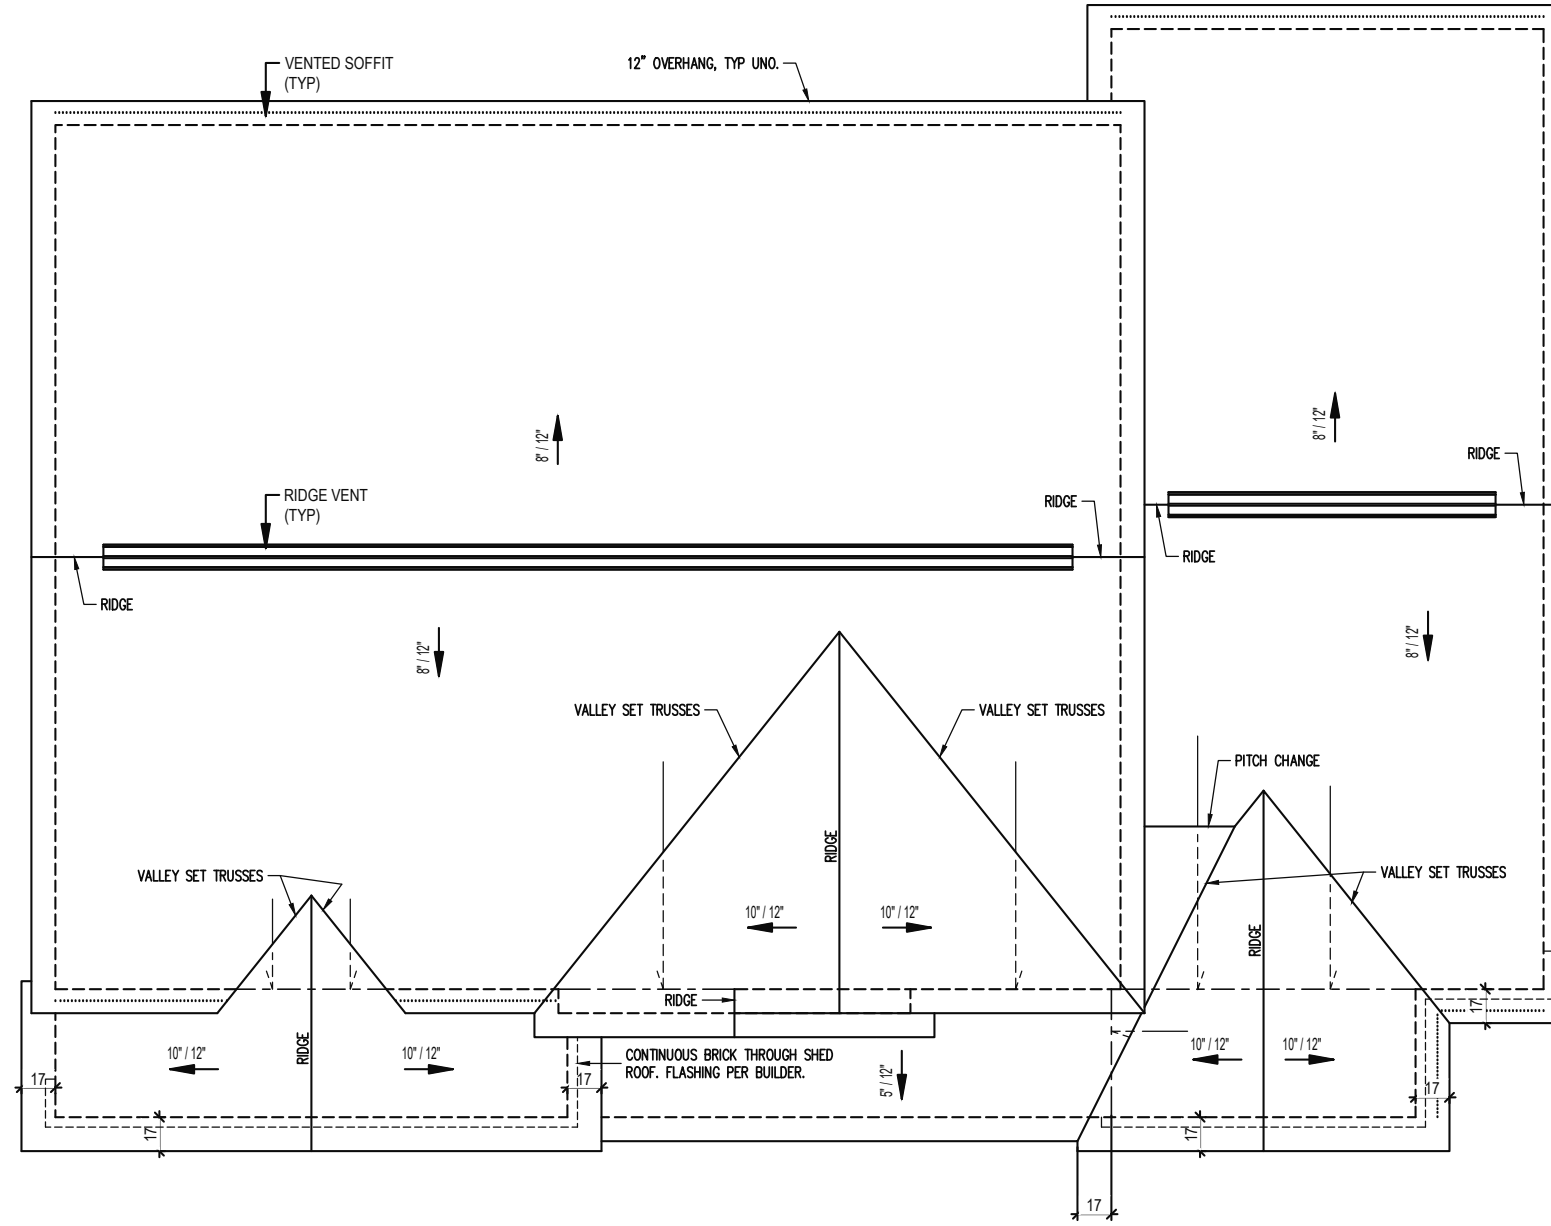 VENTED SOFFIT
(TYP)
12" OVERHANG, TYP UNO.
8" / 12"
8" / 12"
RIDGE
RIDGE VENT
(TYP)
RIDGE
RIDGE
RIDGE
8" / 12"
8" / 12"
VALLEY SET TRUSSES
VALLEY SET TRUSSES
PITCH CHANGE
RIDGE
VALLEY SET TRUSSES
VALLEY SET TRUSSES
10" / 12"
10" / 12"
RIDGE
RIDGE
17
RIDGE
10" / 12"
10" / 12"
CONTINUOUS BRICK THROUGH SHED
ROOF. FLASHING PER BUILDER.
10" / 12"
10" / 12"
17
17
5" / 12"
17
17
17
17